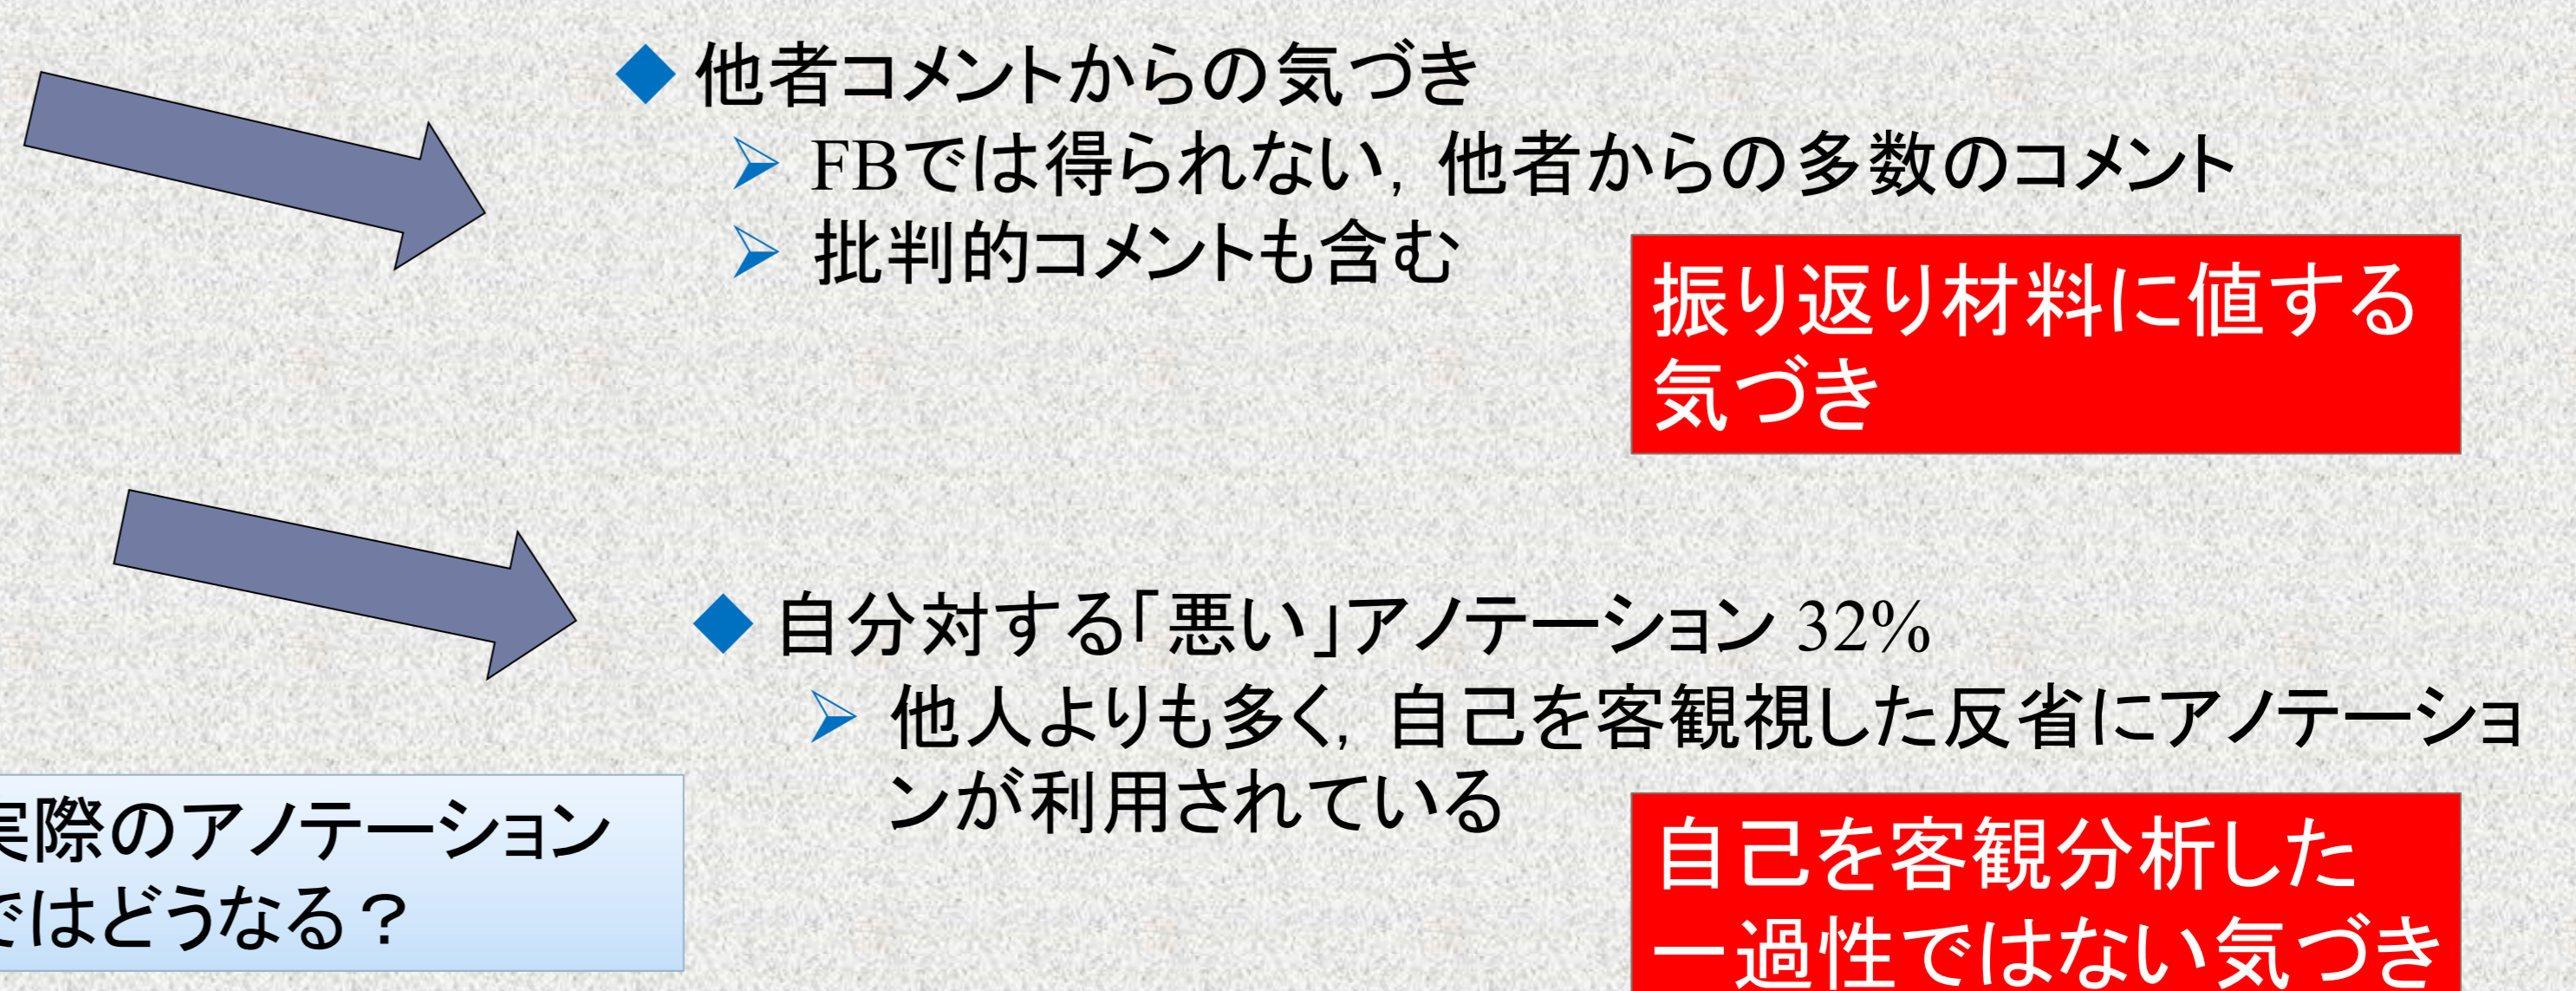 他者コメントからの気づき
FBでは得られない，他者からの多数のコメント
批判的コメントも含む
振り返り材料に値する
気づき
自分対する「悪い」アノテーション 32%
他人よりも多く，自己を客観視した反省にアノテーショ
ンが利用されている
実際のアノテーション
ではどうなる？
自己を客観分析した
一過性ではない気づき